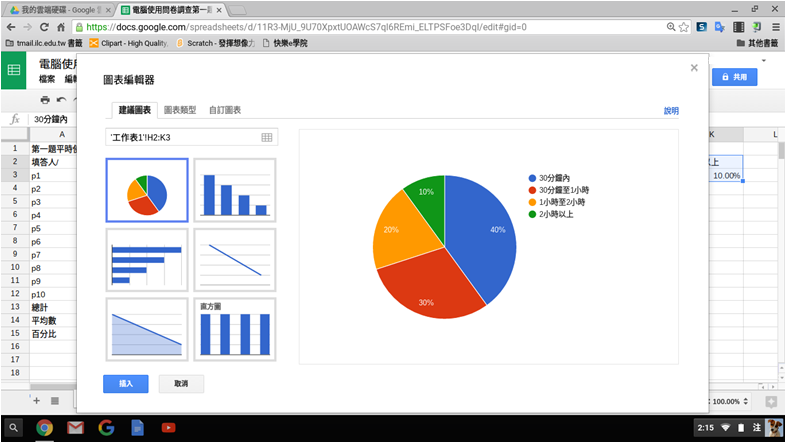 我的雲端硬碟 - Google 雲
電腦使用問卷調查第一題
https://docs.google.com/spreadsheets/d/11R3-MjU_9U70XpxtUOAWcS7qI6REmi_ELTPSFoe3DqI/edit#gid=0
tmail.ilc.edu.tw 書籤
Clipart - High Quality,
Scratch - 發揮想像力
快樂e學院
其他書籤
電腦使用
檔案 編輯
共用
fx 30分鐘內
圖表編輯器
建議圖表 圖表類型 自訂圖表 說明
'工作表1'!H2:K3
直方圖
40%
30%
20%
10%
30分鐘內
30分鐘至1小時
1小時至2小時
2小時以上
插入 取消
A K L
1 第一題平時使
2 填答人/ 以上
3 p1 10.00%
4 p2
5 p3
6 p4
7 p5
8 p6
9 p7
10 p8
11 p9
12 p10
13 總計
14 平均數
15 百分比
16
17
18
100.00%
2:15 注